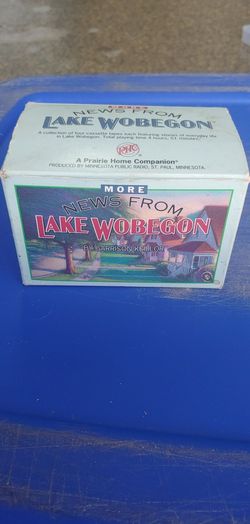 NEWS FROM
LAKE WOBEGON
A collection of four cassette tapes each featuring stories of everyday life
in Lake Wobegon. Total playing time 4 hours, 51 minutes.
PHC
A Prairie Home Companion®
PRODUCED BY MINNESOTA PUBLIC RADIO, ST. PAUL, MINNESOTA.
MORE
NEWS FROM
LAKE WOBEGON
BY GARRISON KEILLOR